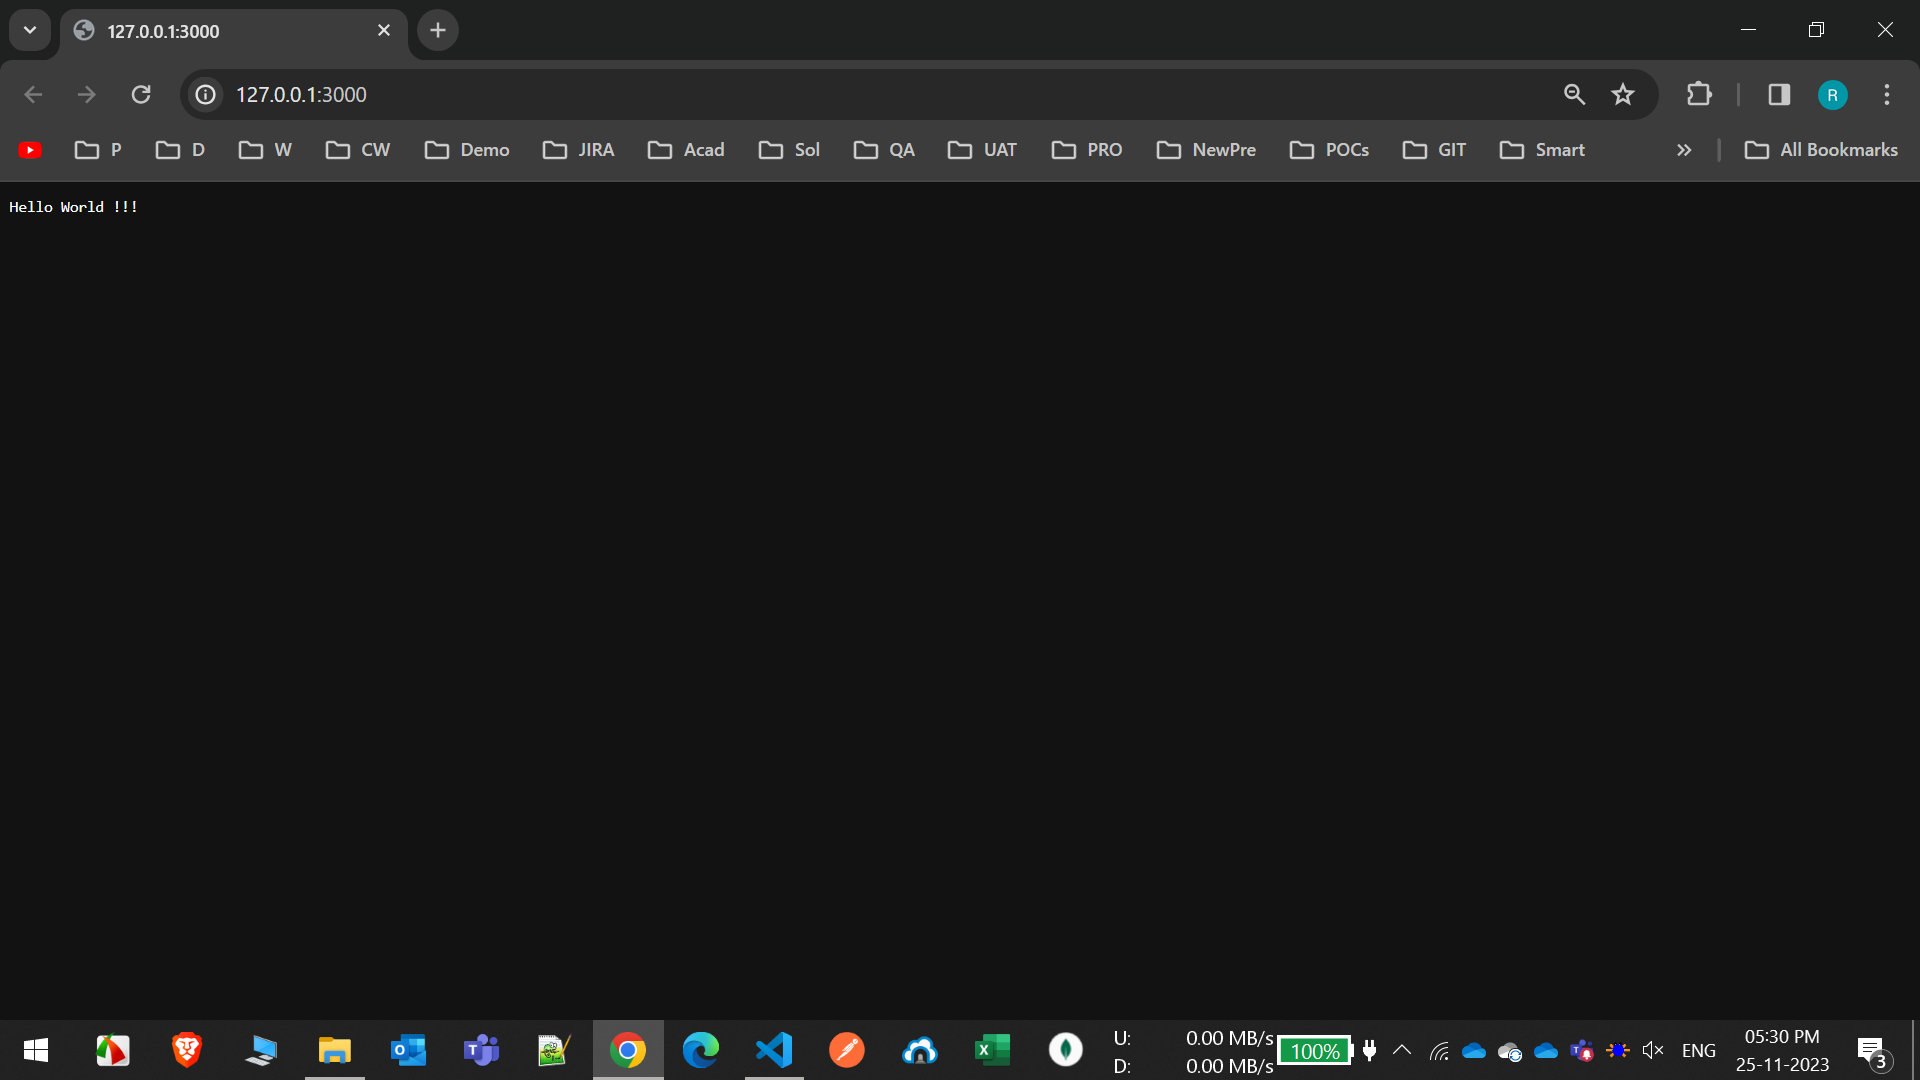 127.0.0.1:3000
127.0.0.1:3000
R
P D W CW Demo JIRA Acad Sol QA UAT PRO NewPre POCs GIT Smart All Bookmarks
Hello World !!!
U: 0.00 MB/s
D: 0.00 MB/s
100%
ENG
05:30 PM
25-11-2023
3